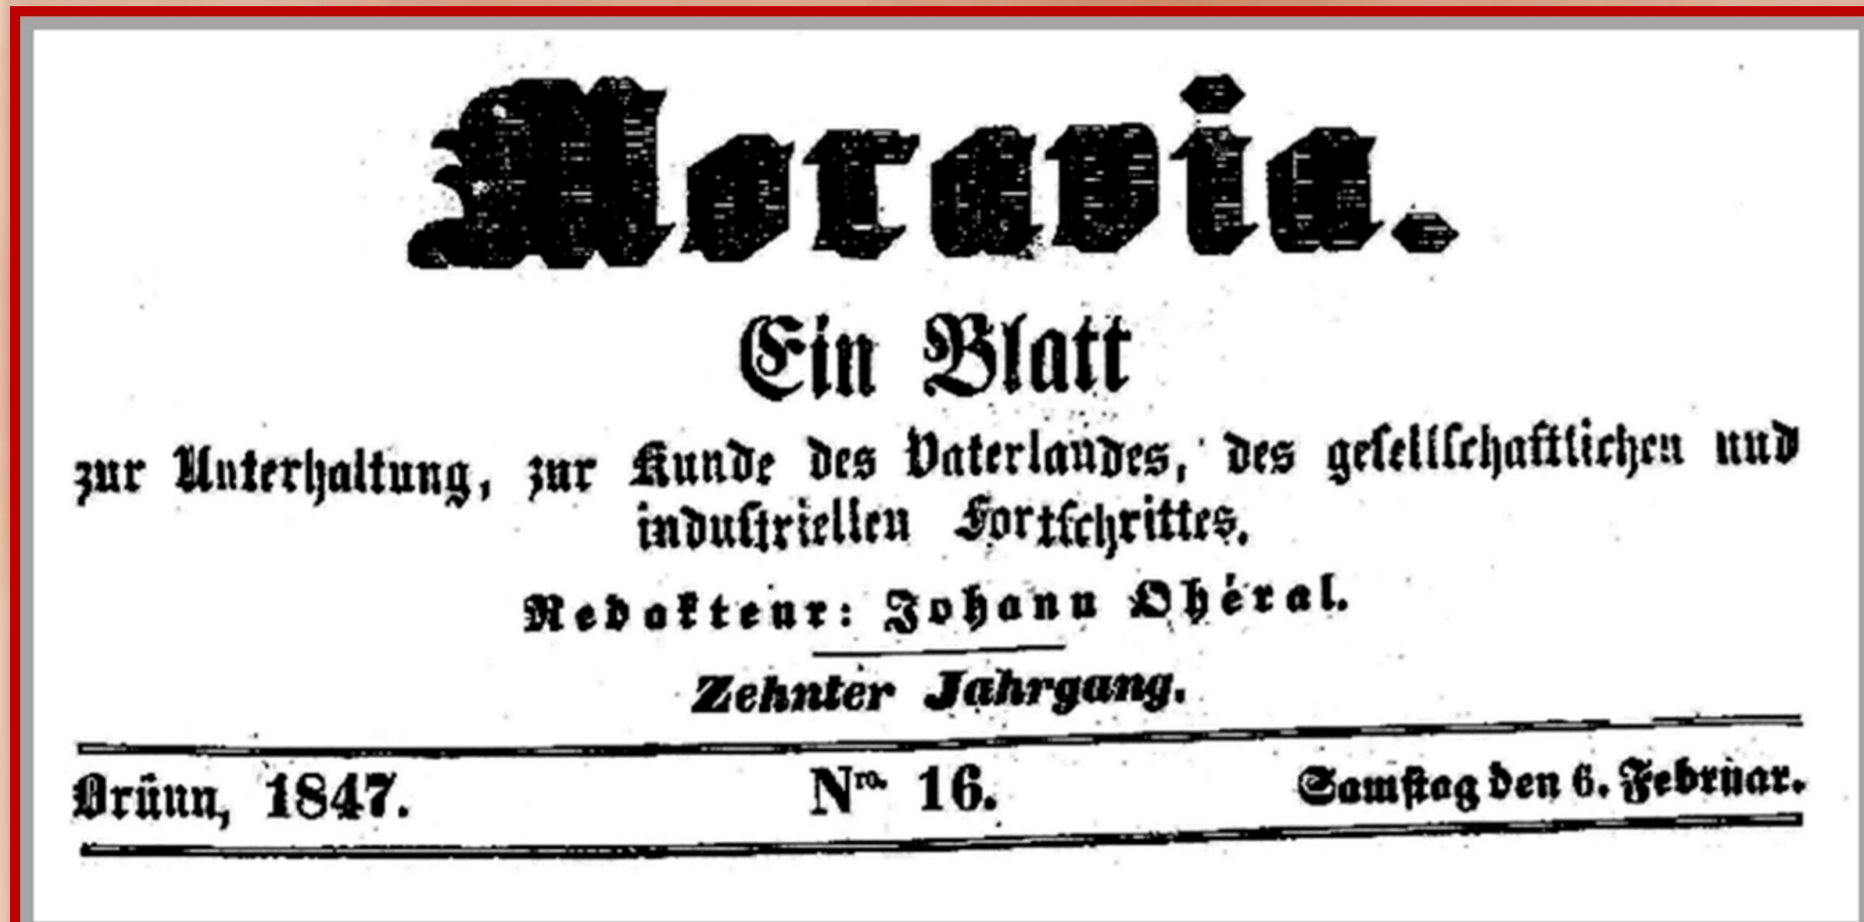 Moravia.
Ein Blatt
zur Unterhaltung, zur Kunde des Vaterlandes, des gesellschaftlichen und
industriellen Fortschrittes.
Redakteur: Johann Ohéral.
Zehnter Jahrgang.
Brünn, 1847. Nro. 16. Samstag den 6. Februar.